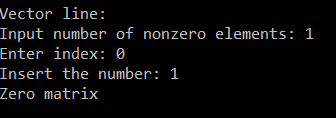 Vector line:
Input number of nonzero elements: 1
Enter index: 0
Insert the number: 1
Zero matrix